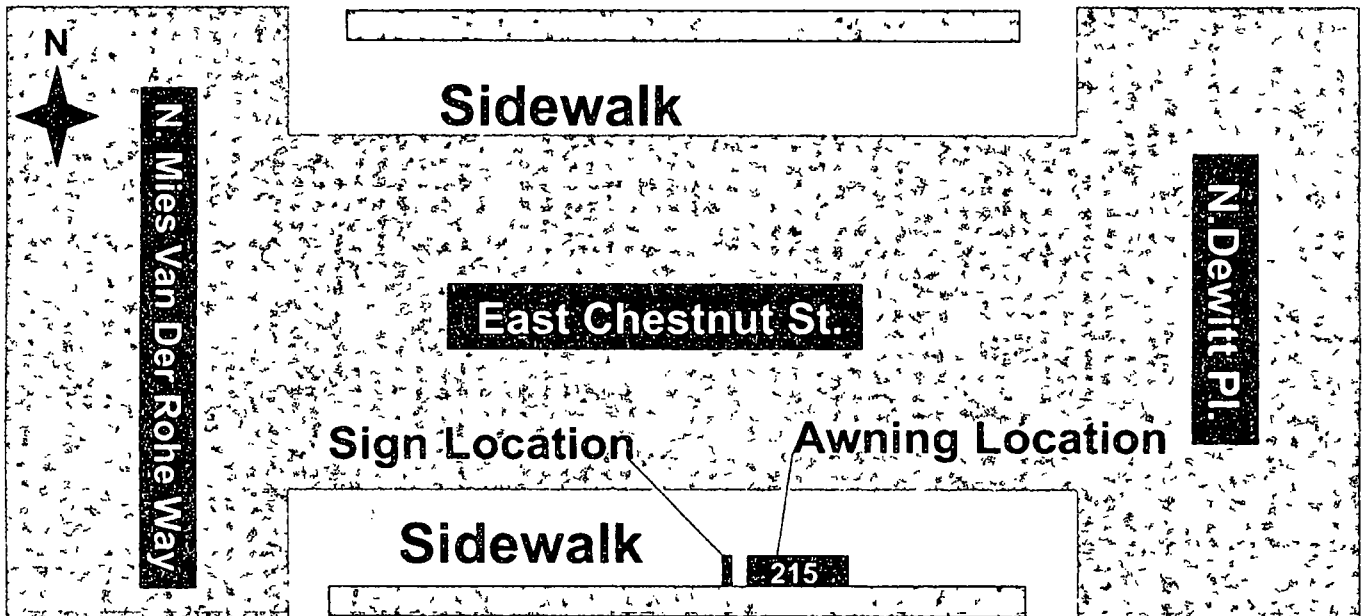 N
Sidewalk
N. Mies Van Der Rohe Way
N.Dewitt Pl.
East Chestnut St.
Sign Location
Awning Location
Sidewalk
215